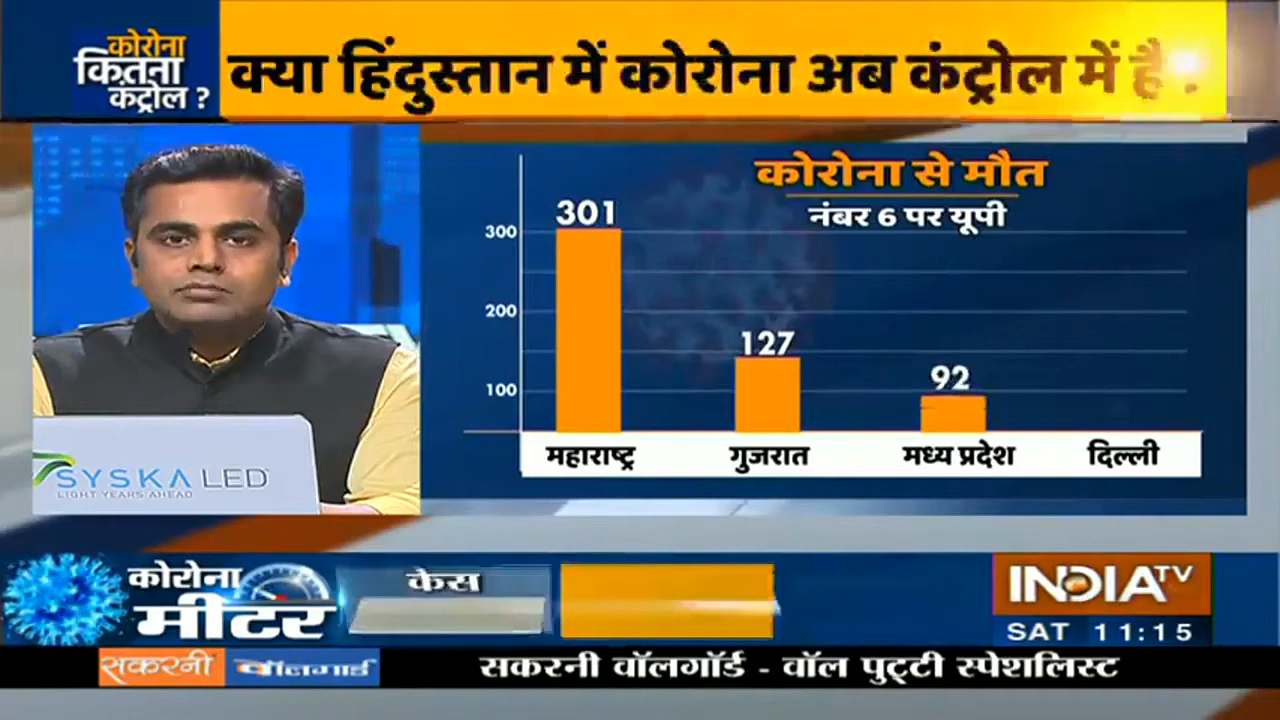 कोरोना
कितना
कंट्रोल ?
क्या हिंदुस्तान में कोरोना अब कंट्रोल में है
कोरोना से मौत
नंबर 6 पर यूपी
301
300
200
127
100
92
महाराष्ट्र गुजरात मध्य प्रदेश दिल्ली
SYSKA LED
LIGHT YEARS AHEAD
कोरोना
मीटर
केस
INDIA TV
SAT 11:15
सकरनी वॉलगार्ड
सकरनी वॉलगॉर्ड - वॉल पुट्टी स्पेशलिस्ट